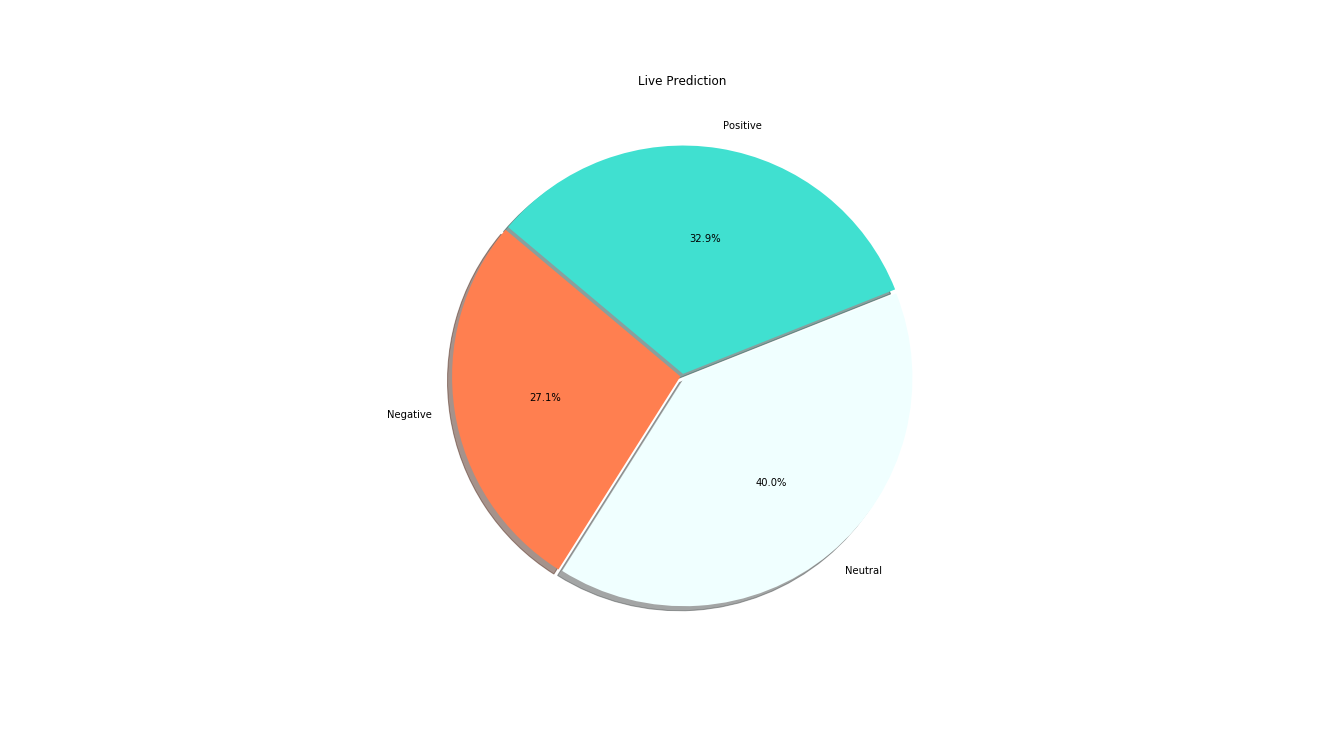 Live Prediction
Positive
32.9%
27.1%
Negative
40.0%
Neutral